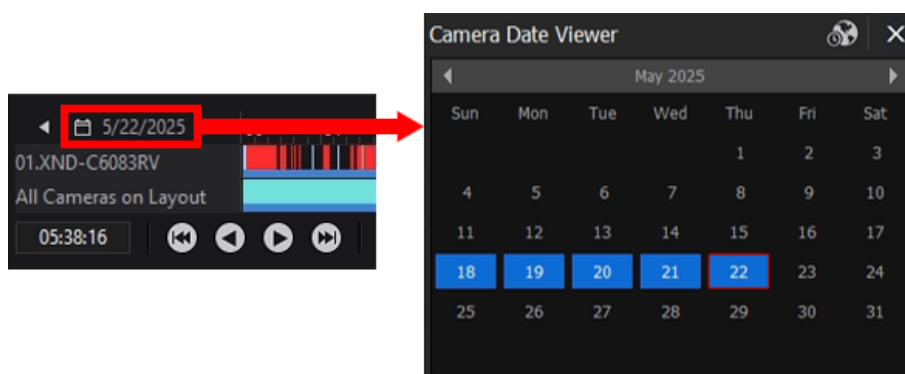 5/22/2025
01.XND-C6083RV
All Cameras on Layout
05:38:16
Camera Date Viewer
May 2025
Sun Mon Tue Wed Thu Fri Sat
1 2 3
4 5 6 7 8 9 10
11 12 13 14 15 16 17
18 19 20 21 22 23 24
25 26 27 28 29 30 31